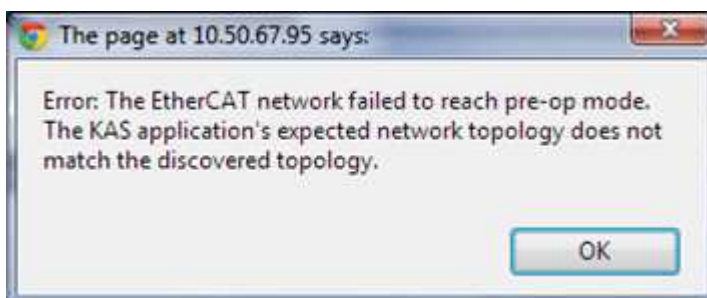 The page at 10.50.67.95 says:
Error: The EtherCAT network failed to reach pre-op mode.
The KAS application's expected network topology does not
match the discovered topology.
OK